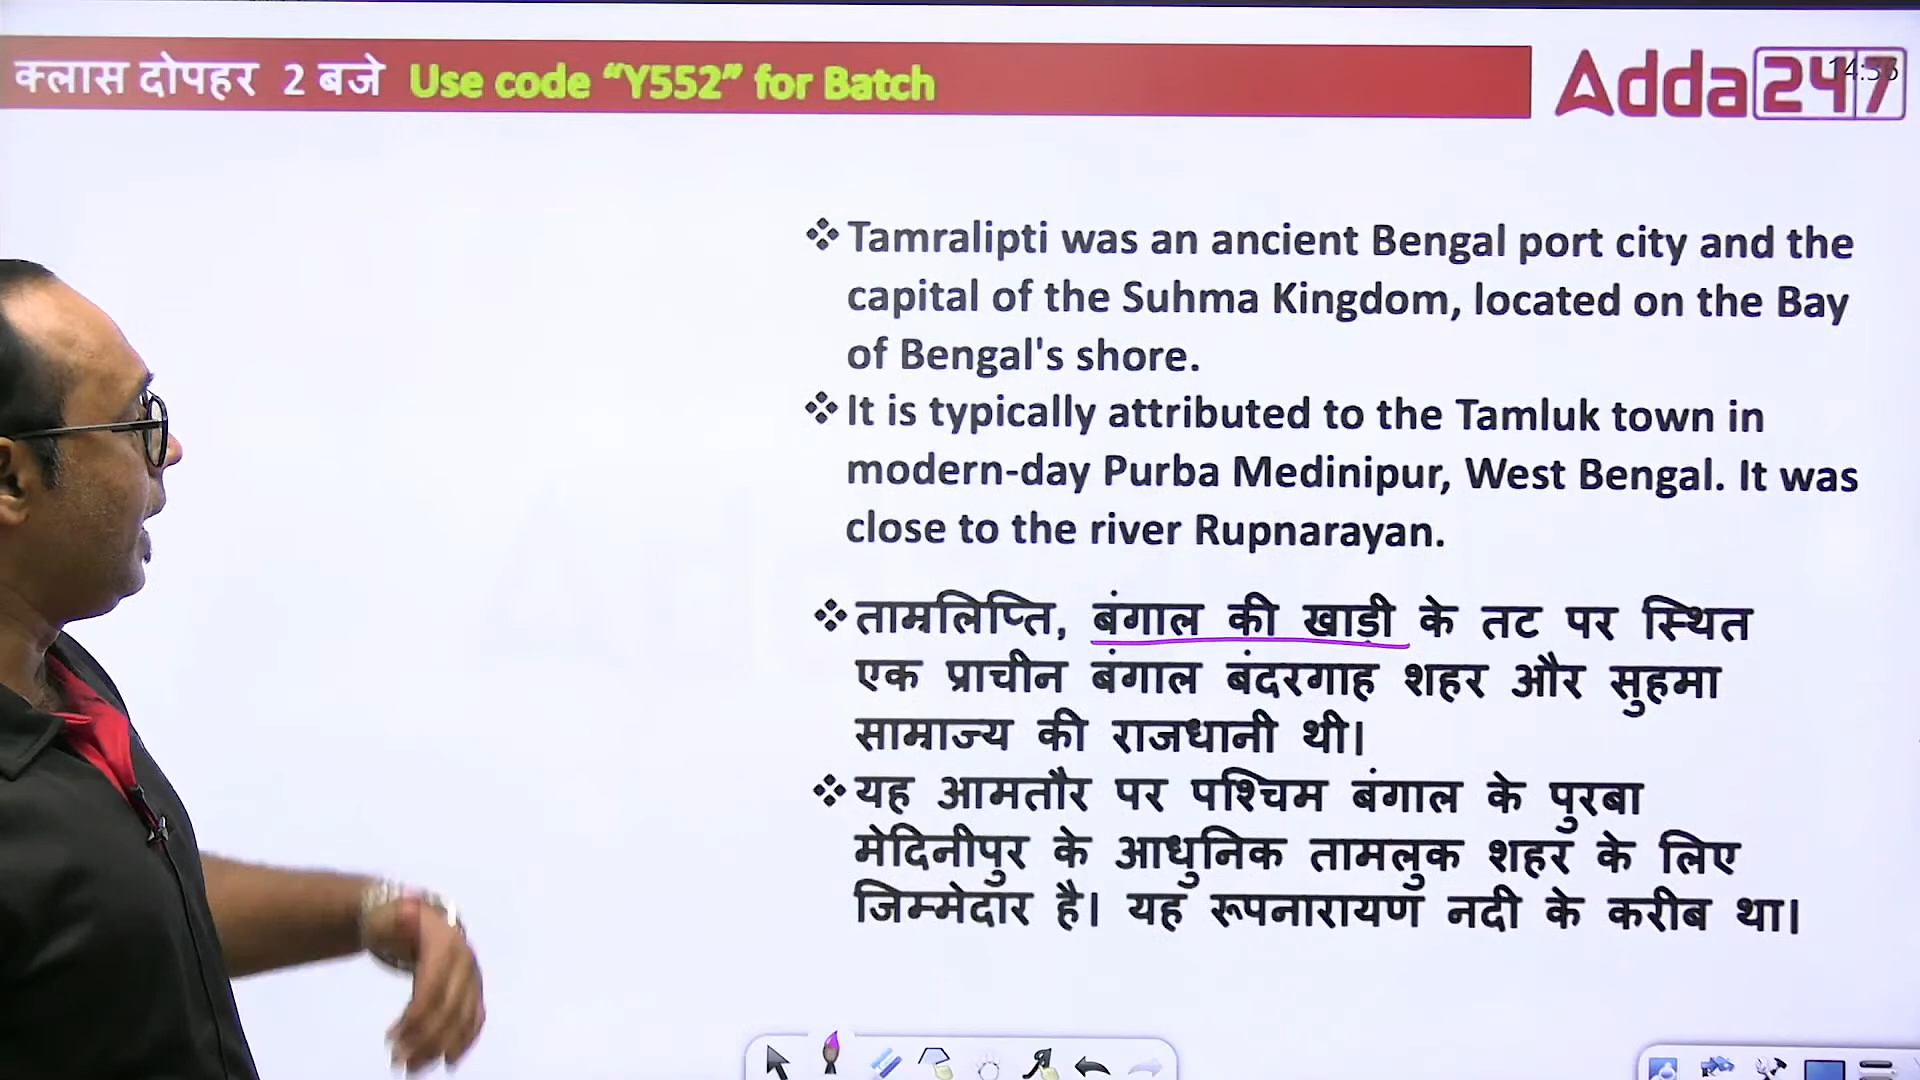 क्लास दोपहर 2 बजे Use code “Y552” for Batch
Adda247
14:56
❖Tamralipti was an ancient Bengal port city and the
capital of the Suhma Kingdom, located on the Bay
of Bengal's shore.
❖It is typically attributed to the Tamluk town in
modern-day Purba Medinipur, West Bengal. It was
close to the river Rupnarayan.
❖ताम्रलिप्ति, बंगाल की खाड़ी के तट पर स्थित
एक प्राचीन बंगाल बंदरगाह शहर और सुहमा
साम्राज्य की राजधानी थी।
❖यह आमतौर पर पश्चिम बंगाल के पुरबा
मेदिनीपुर के आधुनिक तामलुक शहर के लिए
जिम्मेदार है। यह रूपनारायण नदी के करीब था।